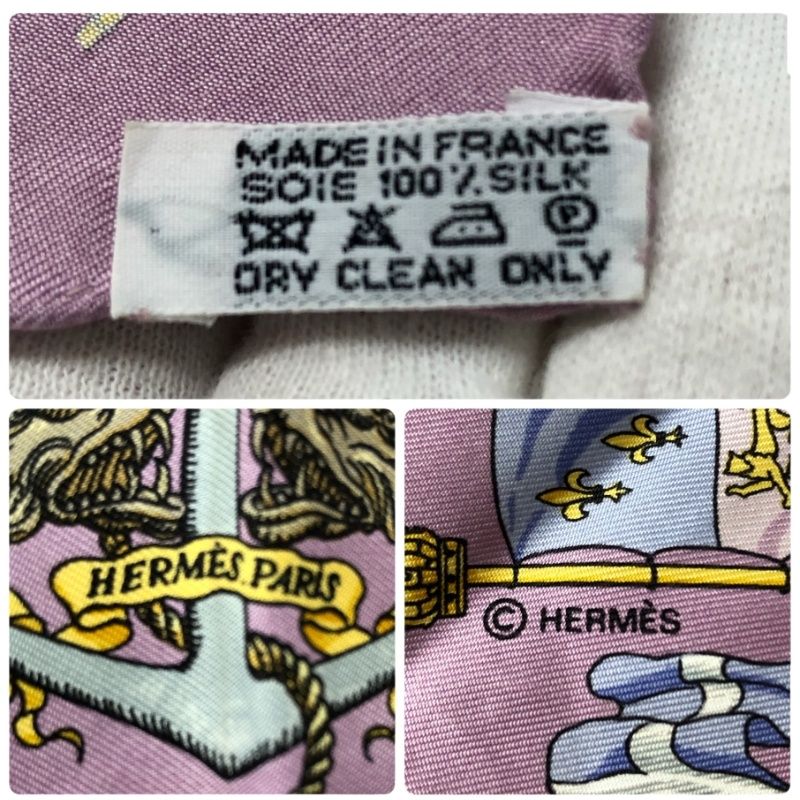 MADE IN FRANCE
SOIE 100% SILK
P
DRY CLEAN ONLY
HERMÈS.PARIS
© HERMÈS